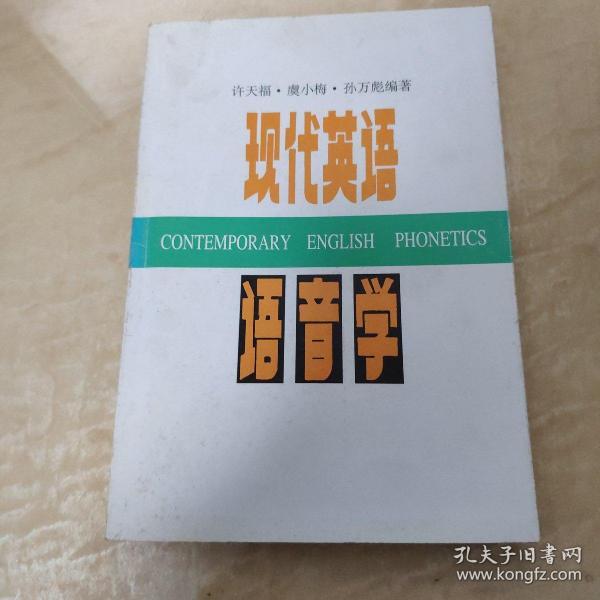 许天福·虞小梅·孙万彪编著
现代英语
CONTEMPORARY ENGLISH PHONETICS
语音学
孔夫子旧书网
www.kongfz.com